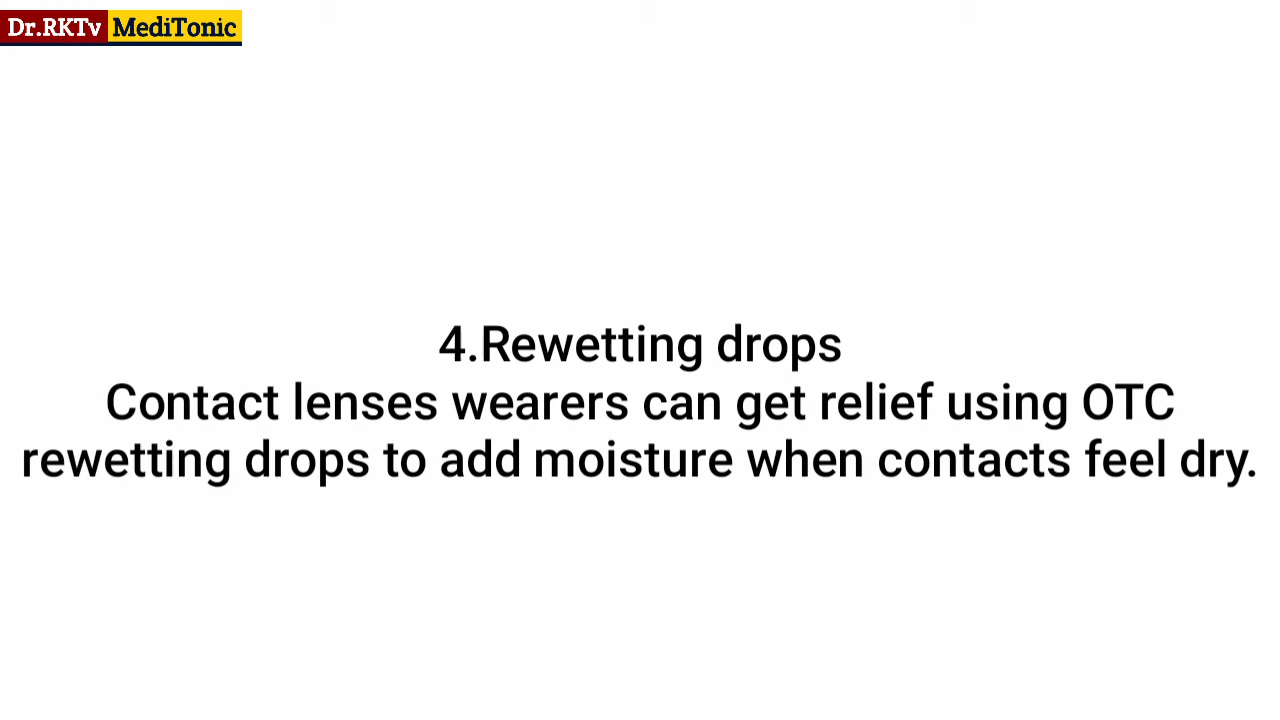 Dr.RKTv MediTonic
4.Rewetting drops
Contact lenses wearers can get relief using OTC
rewetting drops to add moisture when contacts feel dry.